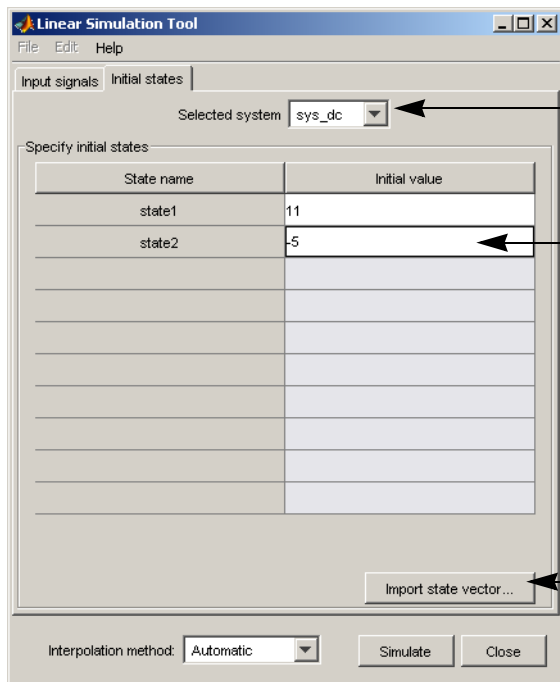 Linear Simulation Tool
File Edit Help
Input signals Initial states
Selected system sys_dc
Specify initial states
State name Initial value
state1 11
state2 -5
Import state vector...
Interpolation method: Automatic Simulate Close